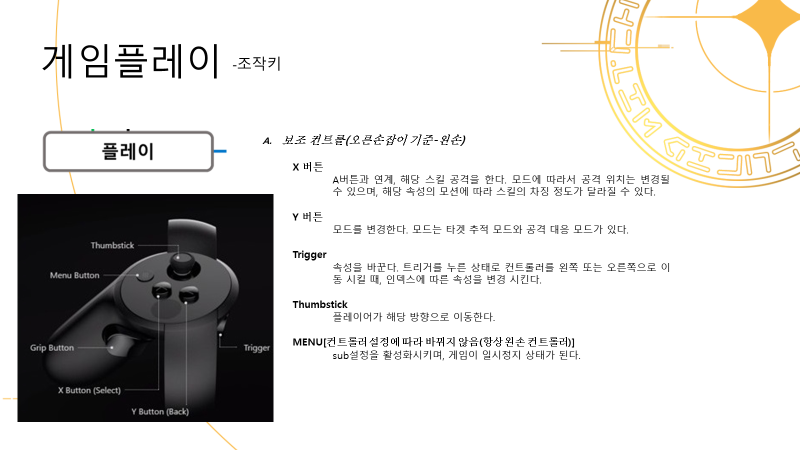 게임플레이 -조작키
플레이
A. 보조 컨트롤(오른손잡이 기준-왼손)
X 버튼
A버튼과 연계, 해당 스킬 공격을 한다. 모드에 따라서 공격 위치는 변경될
수 있으며, 해당 속성의 모션에 따라 스킬의 차징 정도가 달라질 수 있다.
Y 버튼
모드를 변경한다. 모드는 타겟 추적 모드와 공격 대응 모드가 있다.
Trigger
속성을 바꾼다. 트리거를 누른 상태로 컨트롤러를 왼쪽 또는 오른쪽으로 이
동 시킬 때, 인덱스에 따른 속성을 변경 시킨다.
Thumbstick
플레이어가 해당 방향으로 이동한다.
MENU[컨트롤러 설정에 따라 바뀌지 않음(항상 왼손 컨트롤러)]
sub설정을 활성화시키며, 게임이 일시정지 상태가 된다.
Thumbstick
Menu Button
Grip Button
Trigger
X Button (Select)
Y Button (Back)